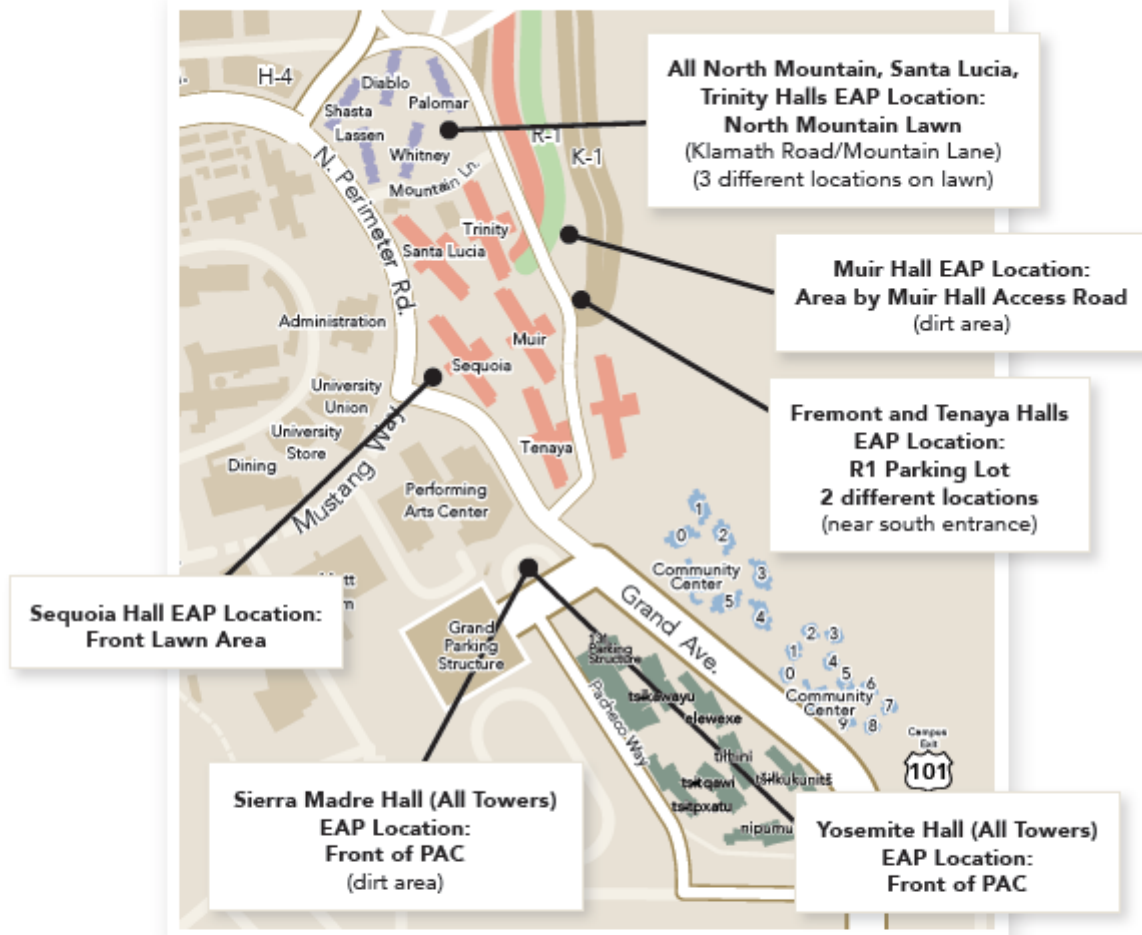 H-4
Diablo
Palomar
Shasta
Lassen
Whitney
Mountain Ln.
R-1
K-1
All North Mountain, Santa Lucia,
Trinity Halls EAP Location:
North Mountain Lawn
(Klamath Road/Mountain Lane)
(3 different locations on lawn)
N. Perimeter Rd.
Trinity
Santa Lucia
Muir Hall EAP Location:
Area by Muir Hall Access Road
(dirt area)
Administration
Muir
Sequoia
University
Union
University
Store
Dining
Mustang Way
Tenaya
Fremont and Tenaya Halls
EAP Location:
R1 Parking Lot
2 different locations
(near south entrance)
Performing
Arts Center
1
0
2
Community
Center
3
5
4
Sequoia Hall EAP Location:
Front Lawn Area
Grand
Parking
Structure
Grand Ave.
Parking
Structure
Pacheco Way
tsɨkawayu
elewexe
tiłhini
tsɨtqawi
tšiłkukunitš
tsɨtpxatu
nipumu
2
3
1
4
0
5
6
Community
Center
7
9
8
Campus
Exit
101
Sierra Madre Hall (All Towers)
EAP Location:
Front of PAC
(dirt area)
Yosemite Hall (All Towers)
EAP Location:
Front of PAC